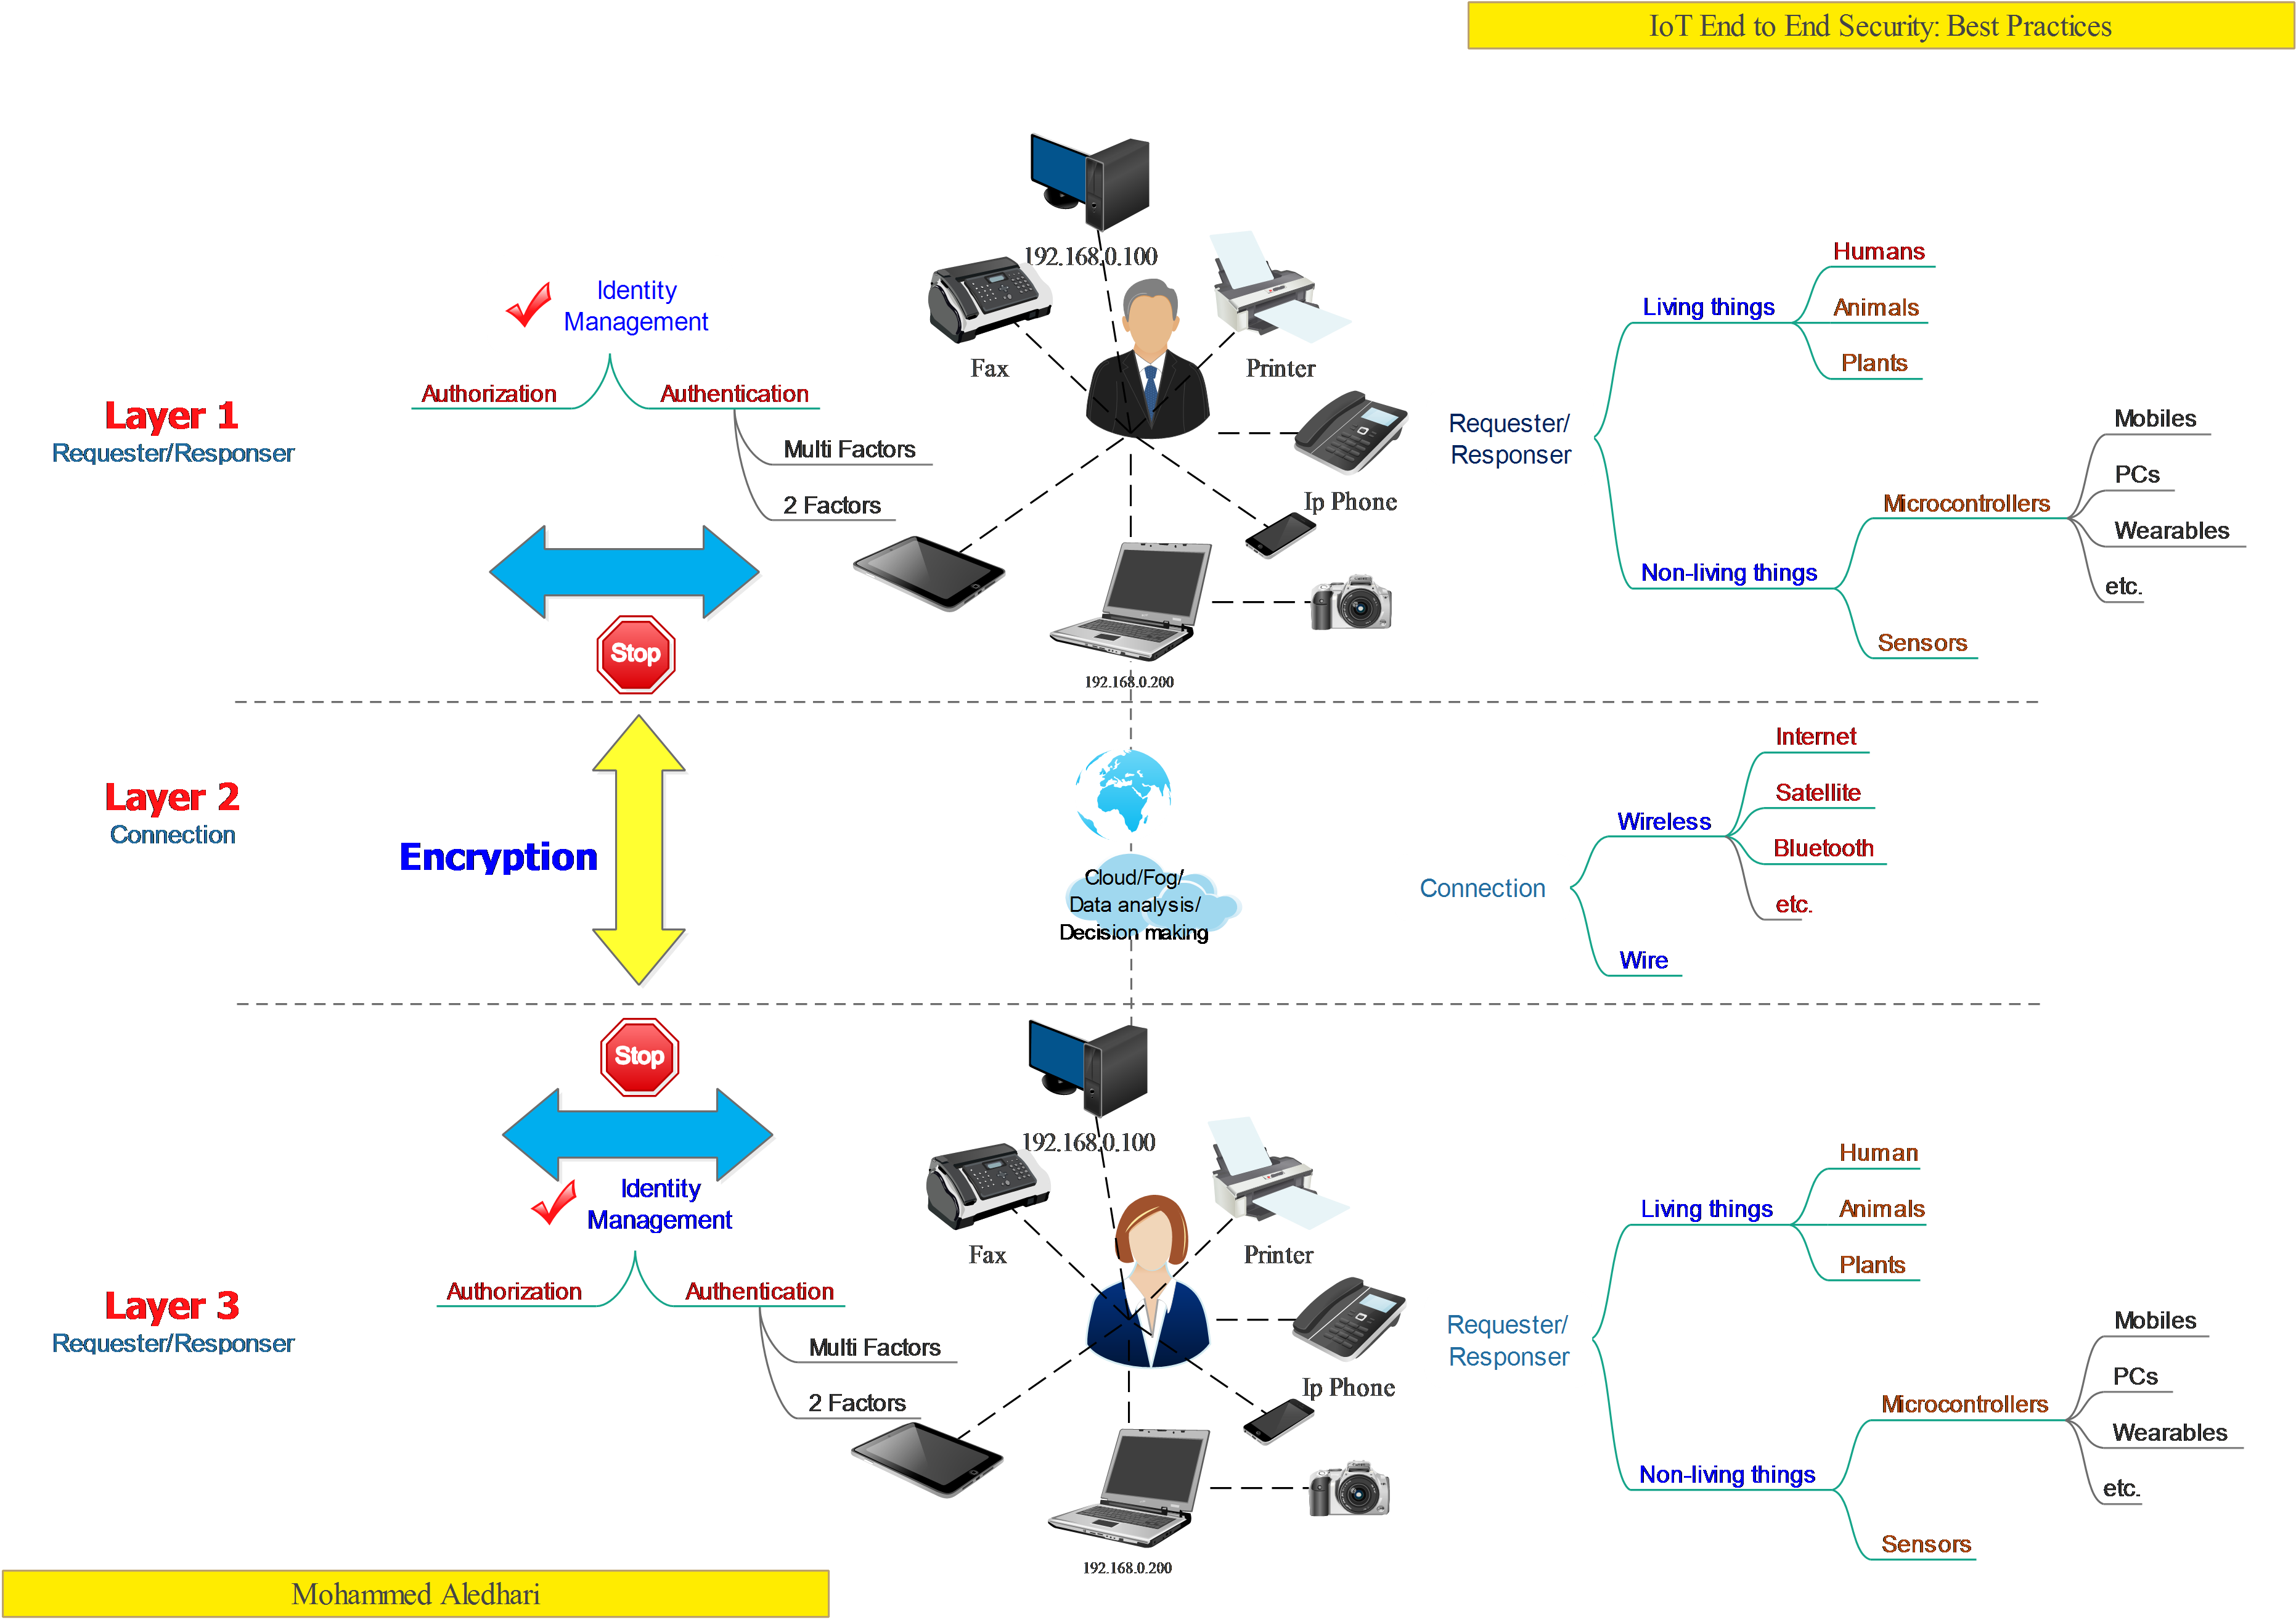 IoT End to End Security: Best Practices
192.168.0.100
Identity
Management
Authorization
Authentication
Multi Factors
2 Factors
Layer 1
Requester/Responser
Stop
Fax
Printer
Ip Phone
192.168.0.200
Requester/
Responser
Living things
Humans
Animals
Plants
Non-living things
Microcontrollers
Mobiles
PCs
Wearables
etc.
Sensors
Layer 2
Connection
Encryption
Cloud/Fog/
Data analysis/
Decision making
Connection
Wireless
Internet
Satellite
Bluetooth
etc.
Wire
Stop
Identity
Management
Authorization
Authentication
Multi Factors
2 Factors
Layer 3
Requester/Responser
192.168.0.100
Fax
Printer
Ip Phone
192.168.0.200
Requester/
Responser
Living things
Human
Animals
Plants
Non-living things
Microcontrollers
Mobiles
PCs
Wearables
etc.
Sensors
Mohammed Aledhari